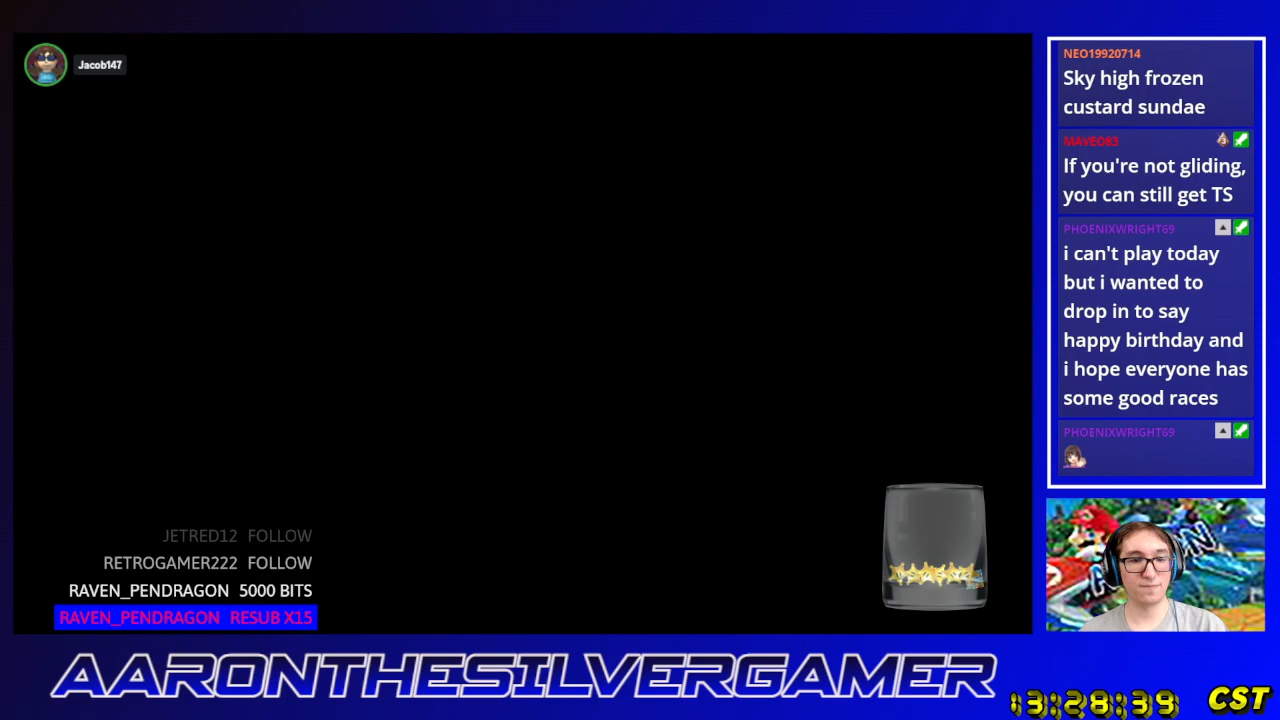 Jacob147
NEO19920714
Sky high frozen
custard sundae
MAVEO83
If you're not gliding,
you can still get TS
PHOENIXWRIGHT69
i can't play today
but i wanted to
drop in to say
happy birthday and
i hope everyone has
some good races
PHOENIXWRIGHT69
JETRED12 FOLLOW
RETROGAMER222 FOLLOW
RAVEN_PENDRAGON 5000 BITS
RAVEN_PENDRAGON RESUB X15
AARONTHESILVERGAMER
13:28:39 CST